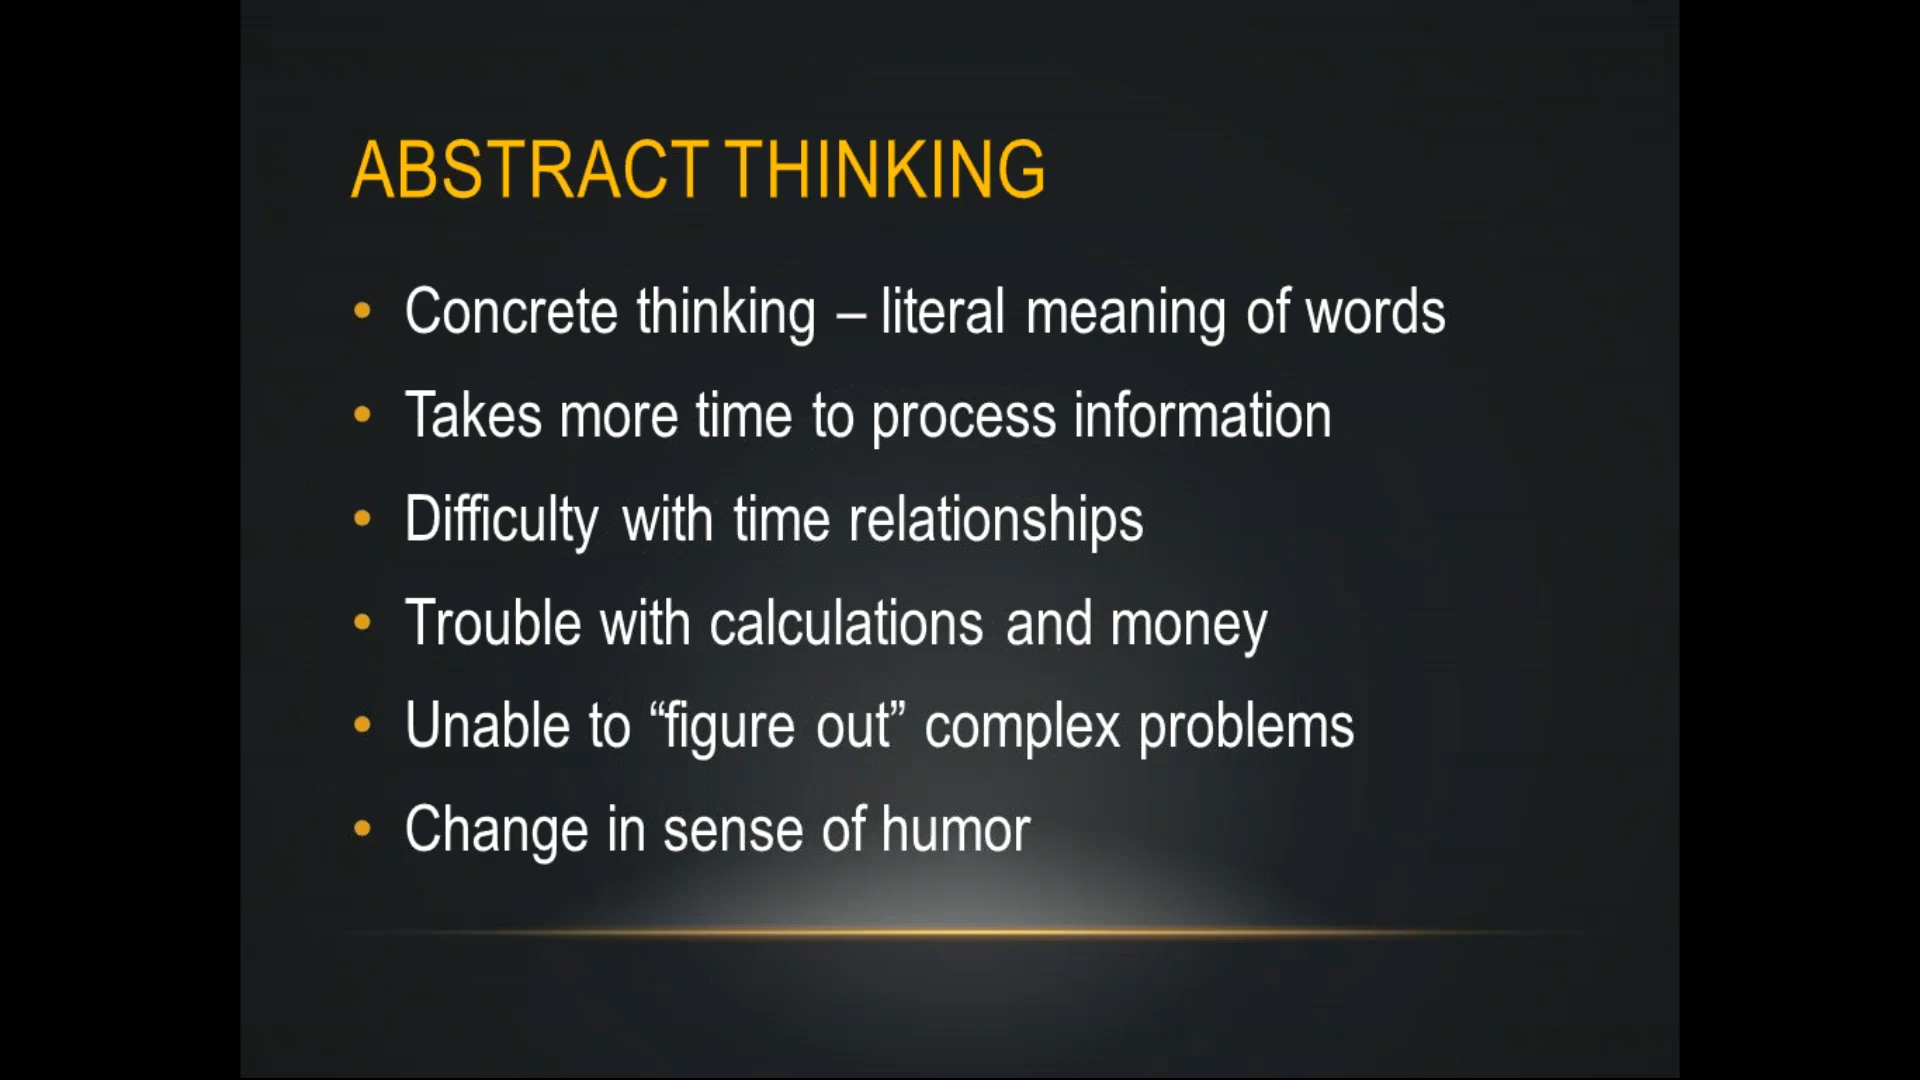 ABSTRACT THINKING
• Concrete thinking – literal meaning of words
• Takes more time to process information
• Difficulty with time relationships
• Trouble with calculations and money
• Unable to “figure out” complex problems
• Change in sense of humor